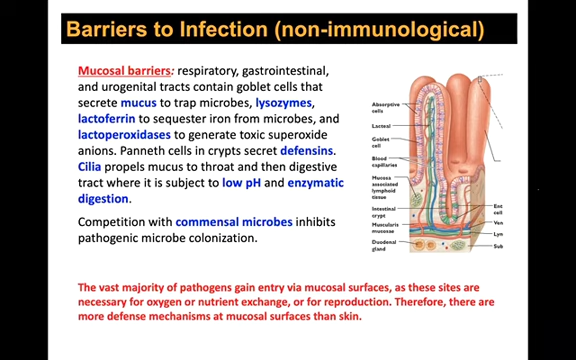 Barriers to Infection (non-immunological)
Mucosal barriers: respiratory, gastrointestinal,
and urogenital tracts contain goblet cells that
secrete mucus to trap microbes, lysozymes,
lactoferrin to sequester iron from microbes, and
lactoperoxidases to generate toxic superoxide
anions. Panneth cells in crypts secret defensins.
Cilia propels mucus to throat and then digestive
tract where it is subject to low pH and enzymatic
digestion.
Competition with commensal microbes inhibits
pathogenic microbe colonization.
Absorptive
cells
Lacteal
Goblet
cell
Blood
capillaries
Mucosa
associated
lymphoid
tissue
Intestinal
crypt
Muscularis
mucosae
Duodenal
gland
Ent
cell
Ven
Lyn
Sub
The vast majority of pathogens gain entry via mucosal surfaces, as these sites are
necessary for oxygen or nutrient exchange, or for reproduction. Therefore, there are
more defense mechanisms at mucosal surfaces than skin.